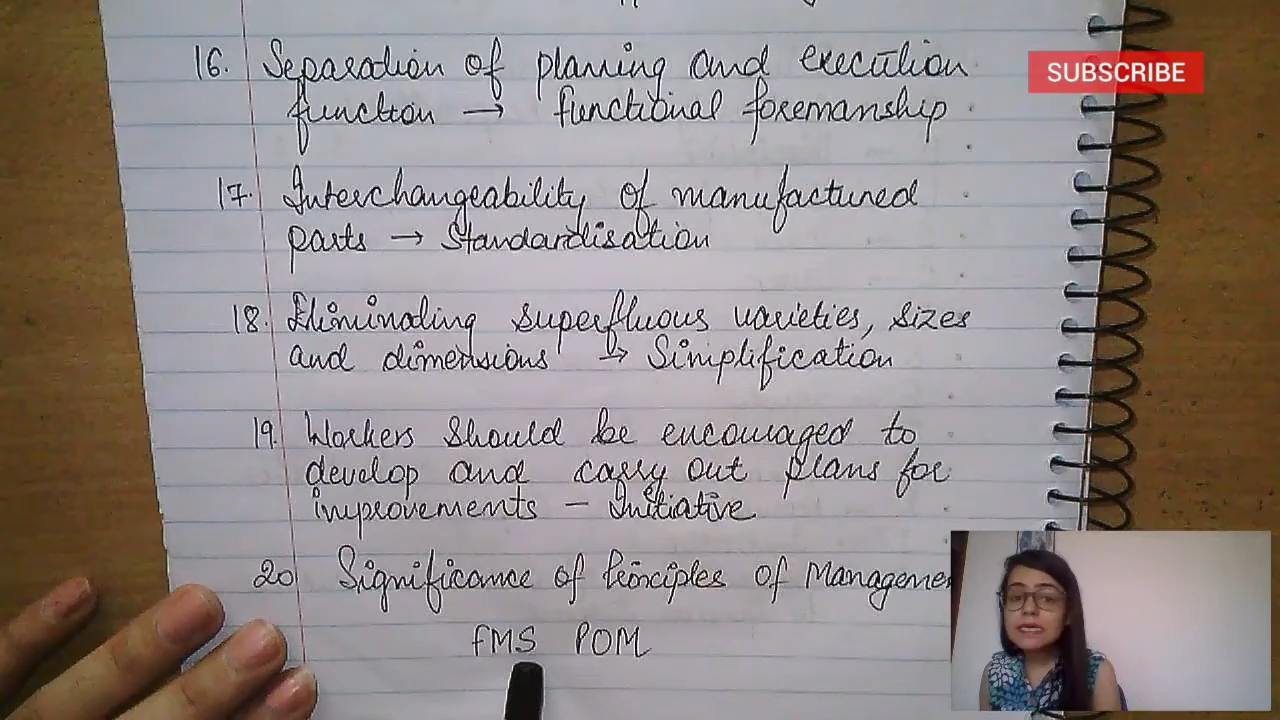 16. Separation of planning and execution
function → functional foremanship
SUBSCRIBE
17. Interchangeability of manufactured
parts → Standardisation
18. Eliminating superfluous varieties, sizes
and dimensions → Simplification
19. Workers should be encouraged to
develop and carry out plans for
improvements – Initiative
20 Significance of Principles of Managemen
FMS POM